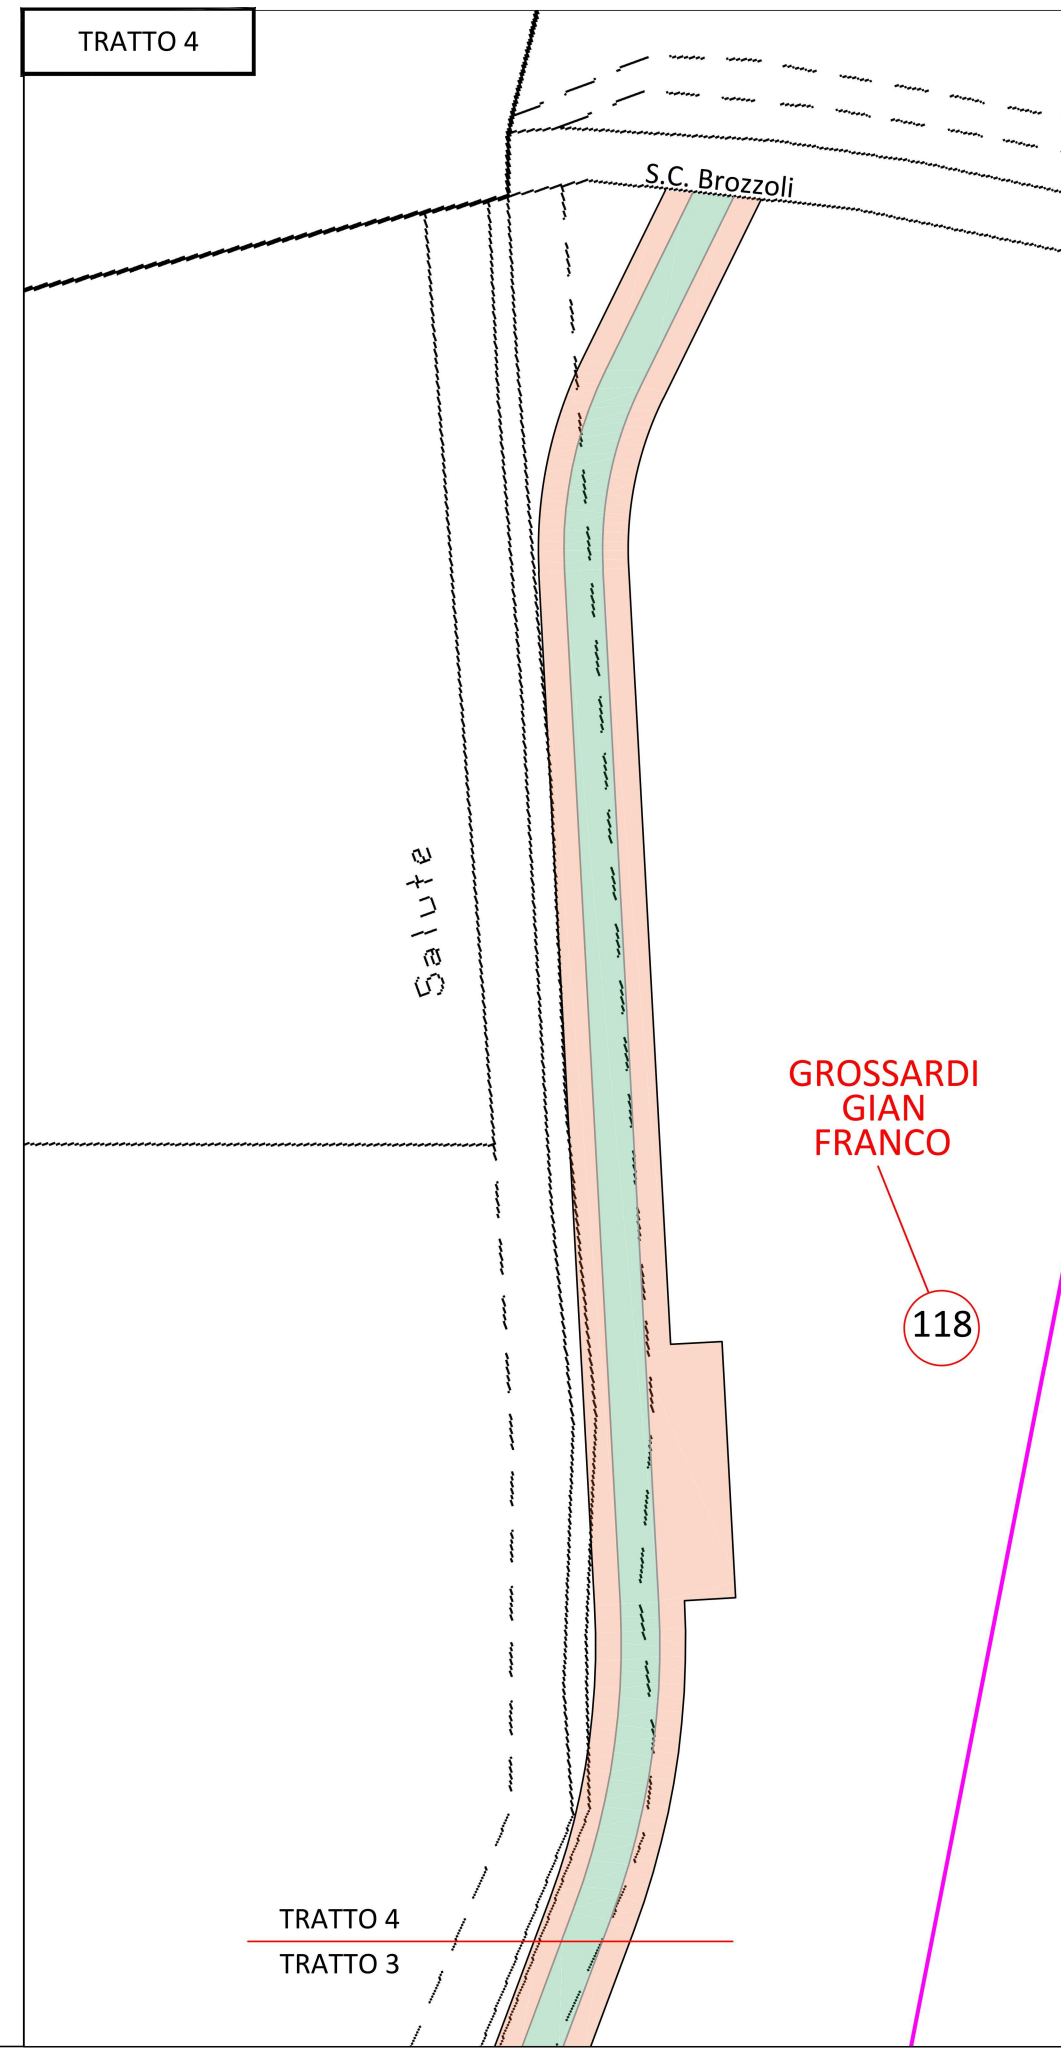 TRATTO 4
S.C. Brozzoli
Salute
GROSSARDI
GIAN
FRANCO
118
TRATTO 4
TRATTO 3